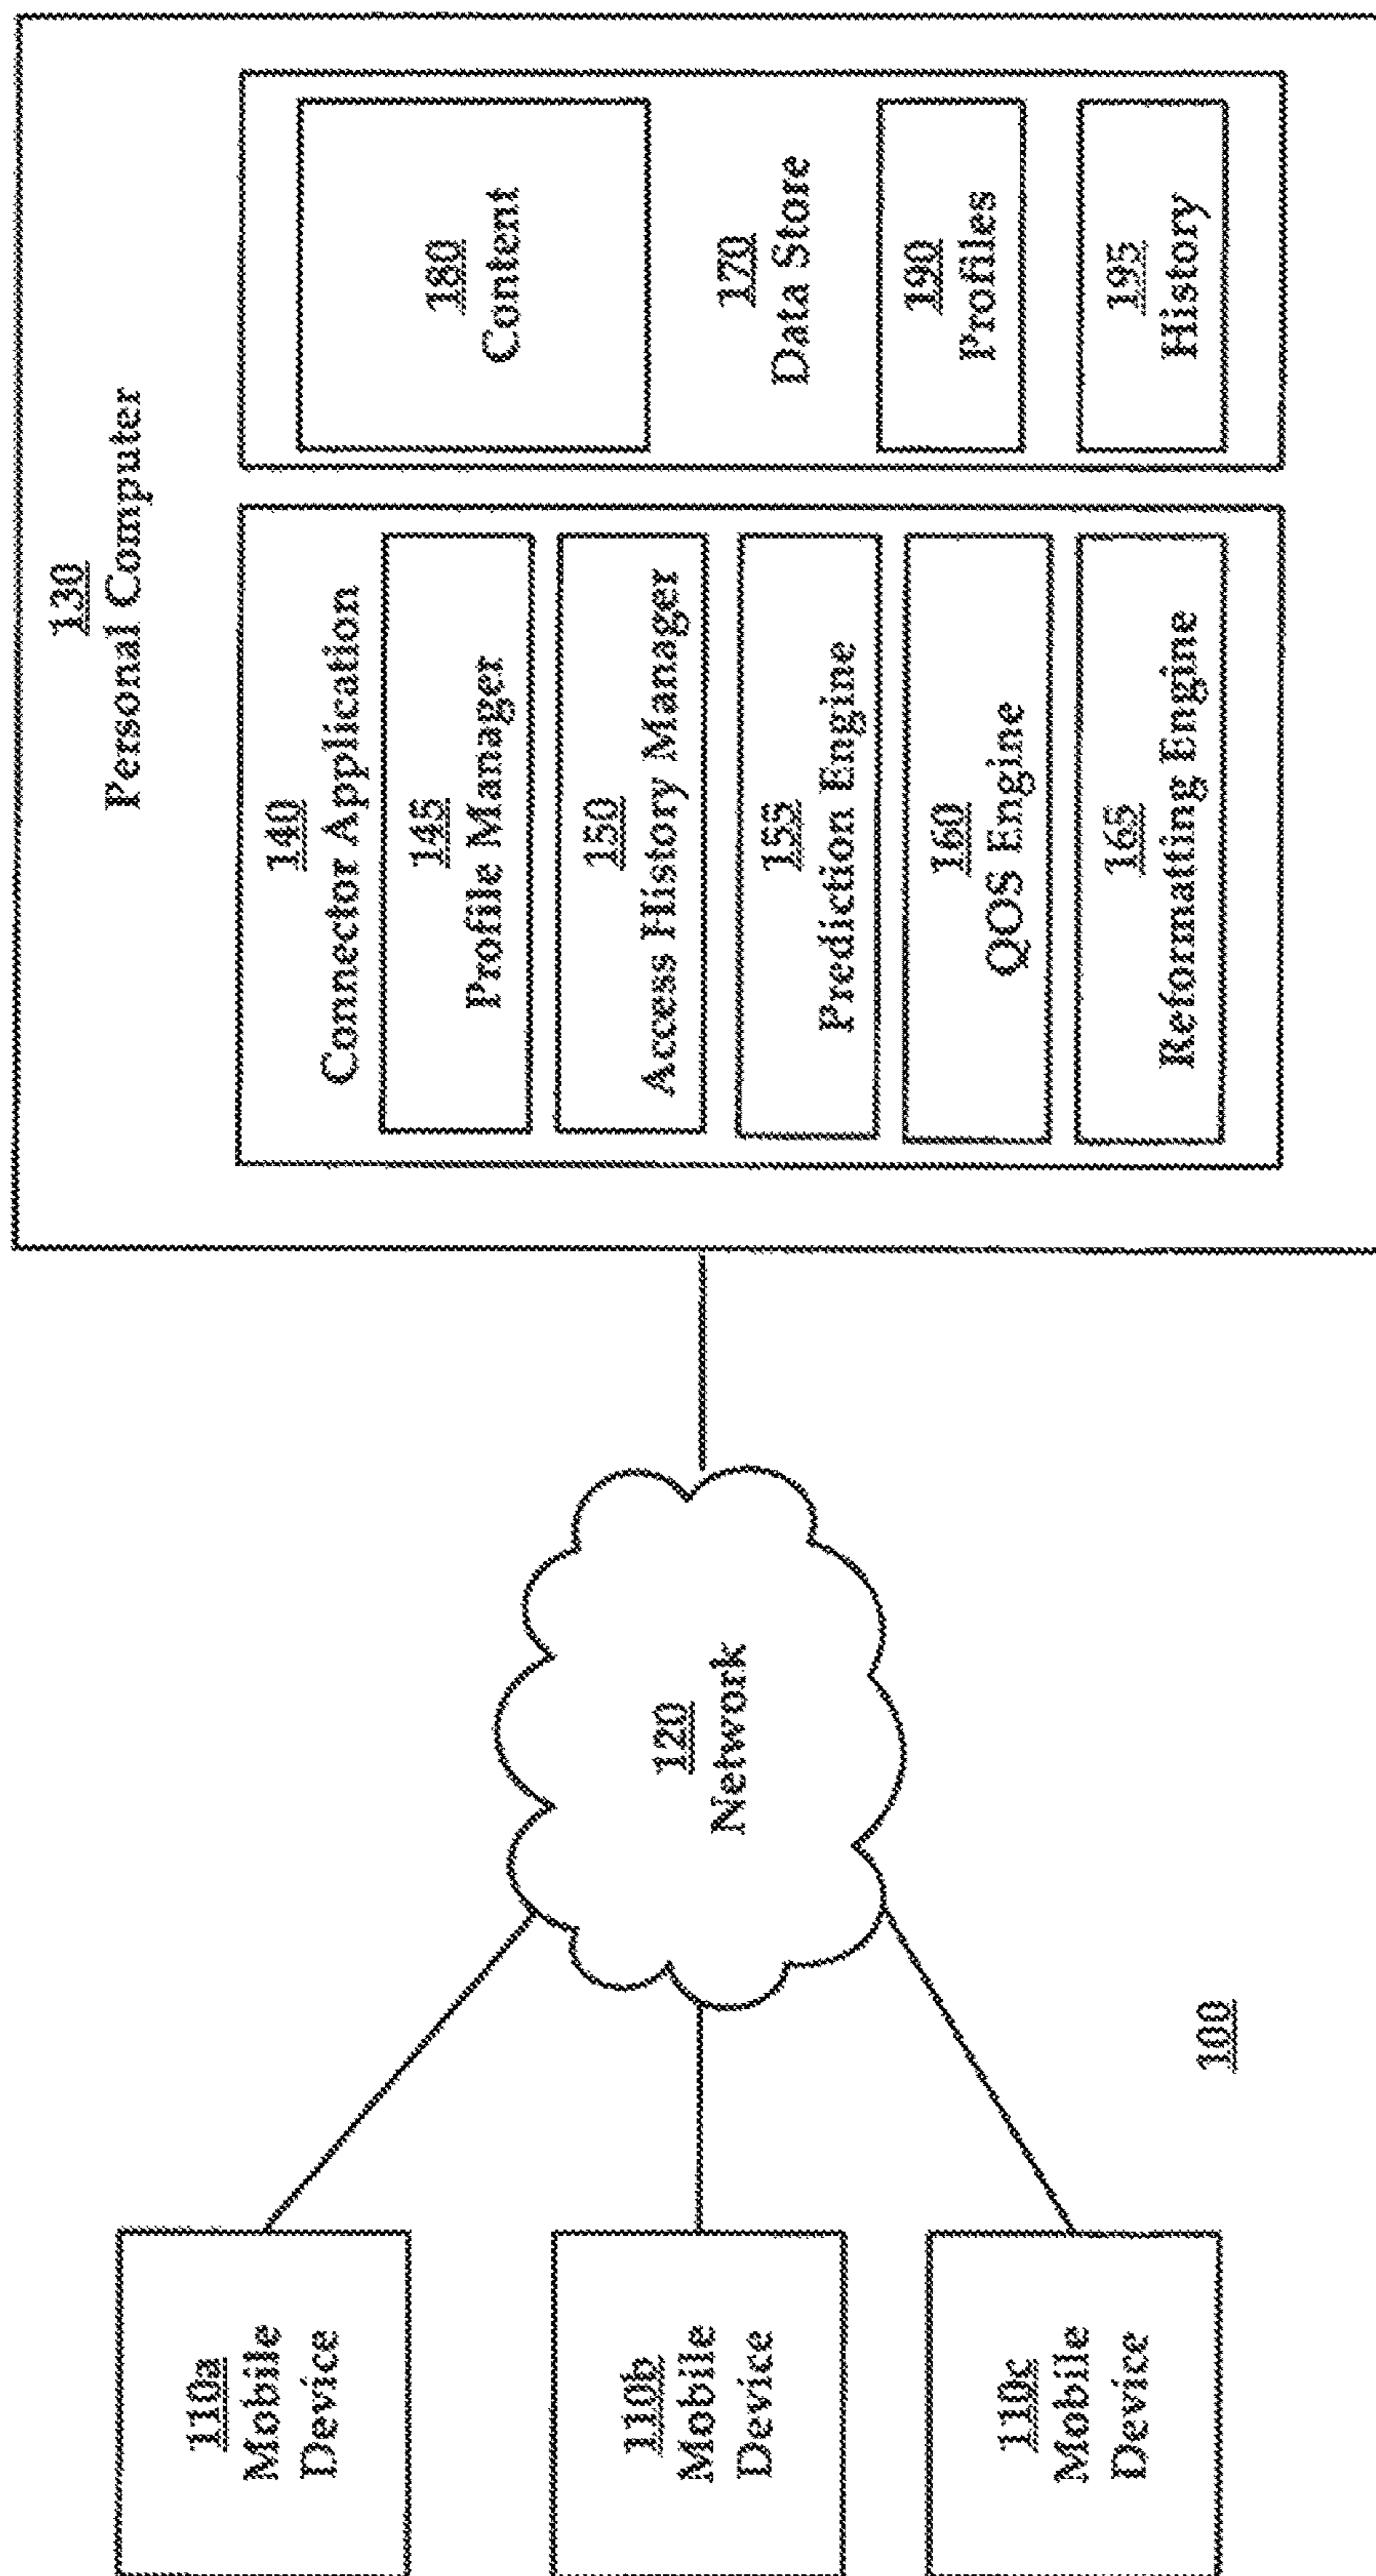 110a
Mobile
Device
110b
Mobile
Device
110c
Mobile
Device
100
120
Network
130
Personal Computer
140
Connector Application
145
Profile Manager
150
Access History Manager
155
Prediction Engine
160
QOS Engine
165
Reformatting Engine
180
Content
170
Data Store
190
Profiles
195
History